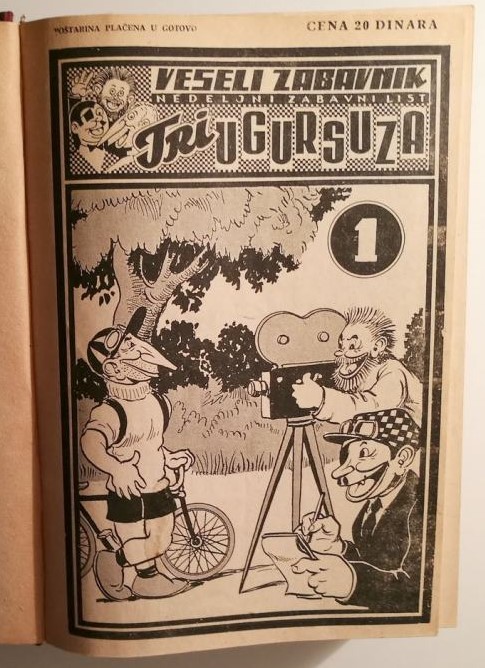 POŠTARINA PLAĆENA U GOTOVO
CENA 20 DINARA
VESELI ZABAVNIK
NEDELJNI ZABAVNI LIST
TRI UGURSUZA
1